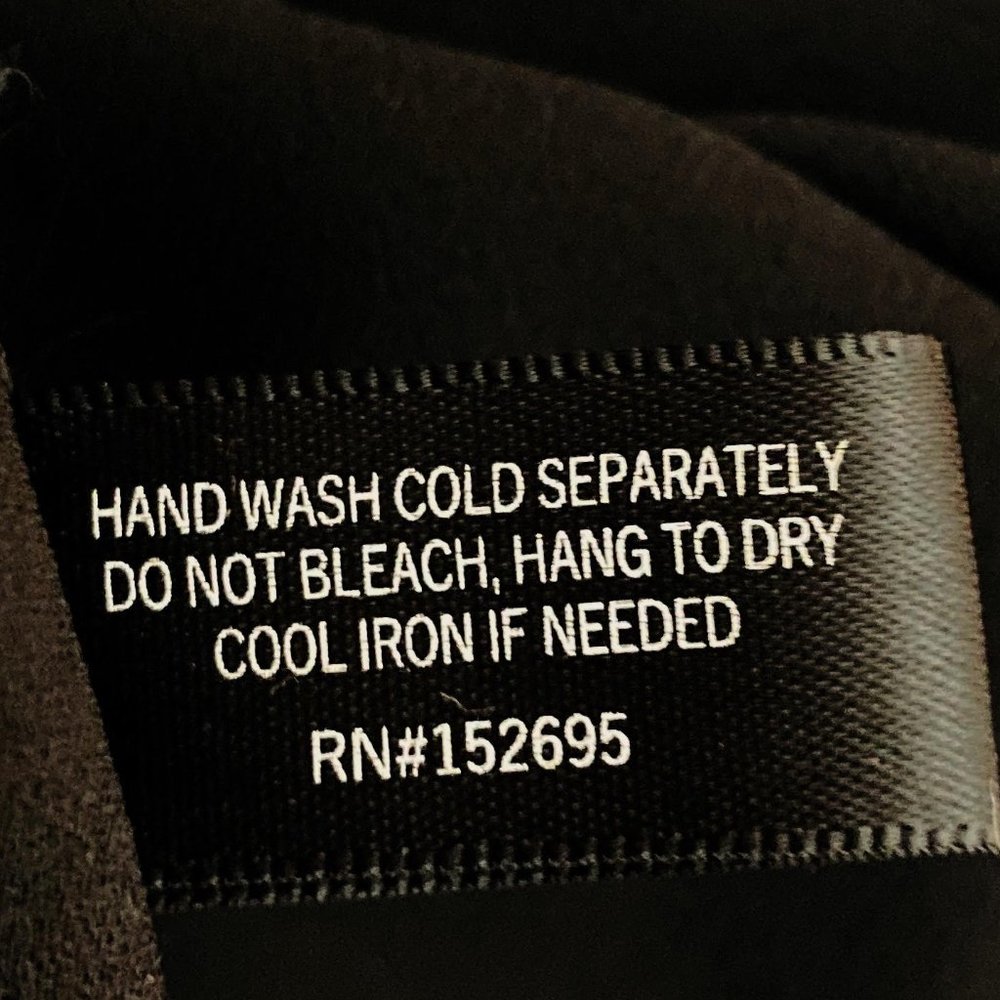 HAND WASH COLD SEPARATELY
DO NOT BLEACH, HANG TO DRY
COOL IRON IF NEEDED
RN#152695